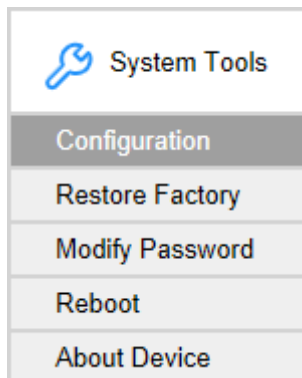 System Tools
Configuration
Restore Factory
Modify Password
Reboot
About Device